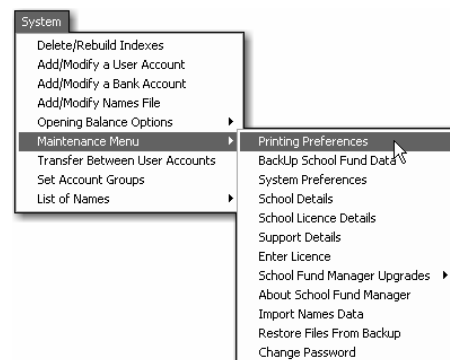 System
Delete/Rebuild Indexes
Add/Modify a User Account
Add/Modify a Bank Account
Add/Modify Names File
Opening Balance Options
Maintenance Menu
Transfer Between User Accounts
Set Account Groups
List of Names
Printing Preferences
BackUp School Fund Data
System Preferences
School Details
School Licence Details
Support Details
Enter Licence
School Fund Manager Upgrades
About School Fund Manager
Import Names Data
Restore Files From Backup
Change Password